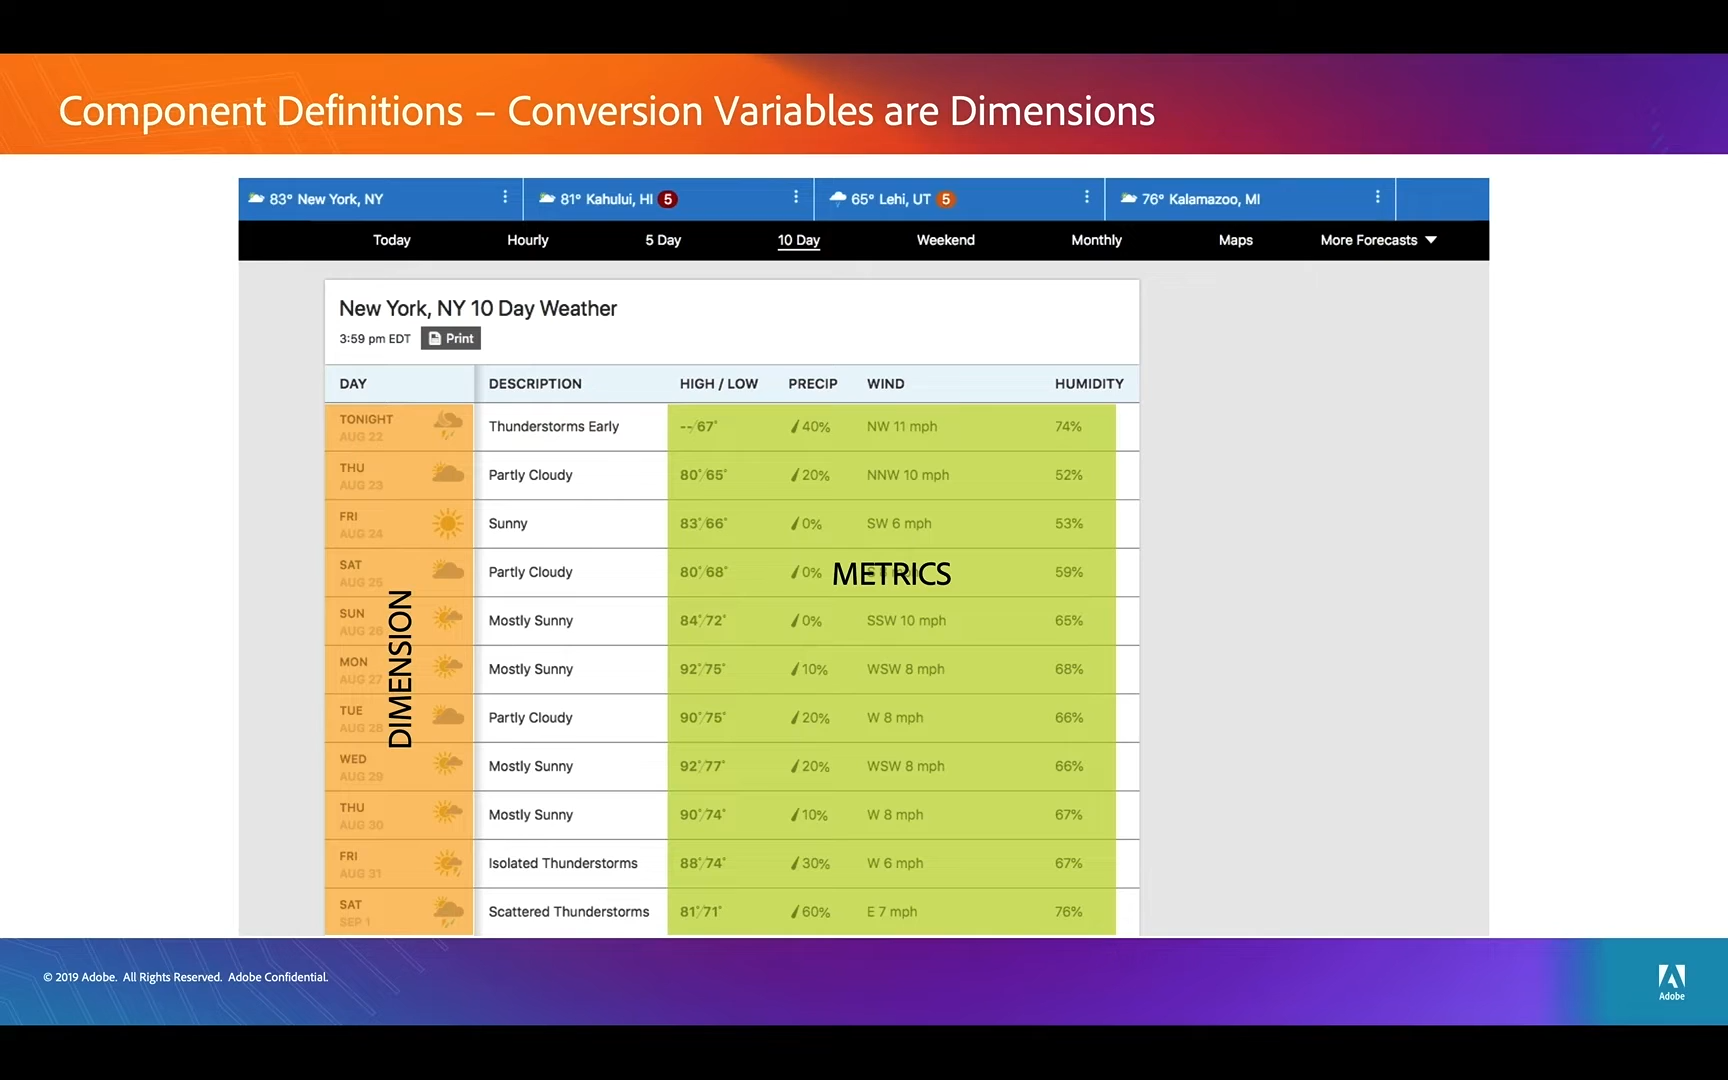 Component Definitions – Conversion Variables are Dimensions
83° New York, NY
81° Kahului, HI 5
65° Lehi, UT 5
76° Kalamazoo, MI
Today Hourly 5 Day 10 Day Weekend Monthly Maps More Forecasts
New York, NY 10 Day Weather
3:59 pm EDT Print
DAY DESCRIPTION HIGH / LOW PRECIP WIND HUMIDITY
TONIGHT
AUG 22
Thunderstorms Early --/67° 40% NW 11 mph 74%
THU
AUG 23
Partly Cloudy 80°/65° 20% NNW 10 mph 52%
FRI
AUG 24
Sunny 83°/66° 0% SW 6 mph 53%
SAT
AUG 25
Partly Cloudy 80°/68° 0% 59%
METRICS
SUN
AUG 26
Mostly Sunny 84°/72° 0% SSW 10 mph 65%
MON
AUG 27
Mostly Sunny 92°/75° 10% WSW 8 mph 68%
TUE
AUG 28
Partly Cloudy 90°/75° 20% W 8 mph 66%
WED
AUG 29
Mostly Sunny 92°/77° 20% WSW 8 mph 66%
THU
AUG 30
Mostly Sunny 90°/74° 10% W 8 mph 67%
FRI
AUG 31
Isolated Thunderstorms 88°/74° 30% W 6 mph 67%
SAT
SEP 1
Scattered Thunderstorms 81°/71° 60% E 7 mph 76%
DIMENSION
© 2019 Adobe. All Rights Reserved. Adobe Confidential.
Adobe